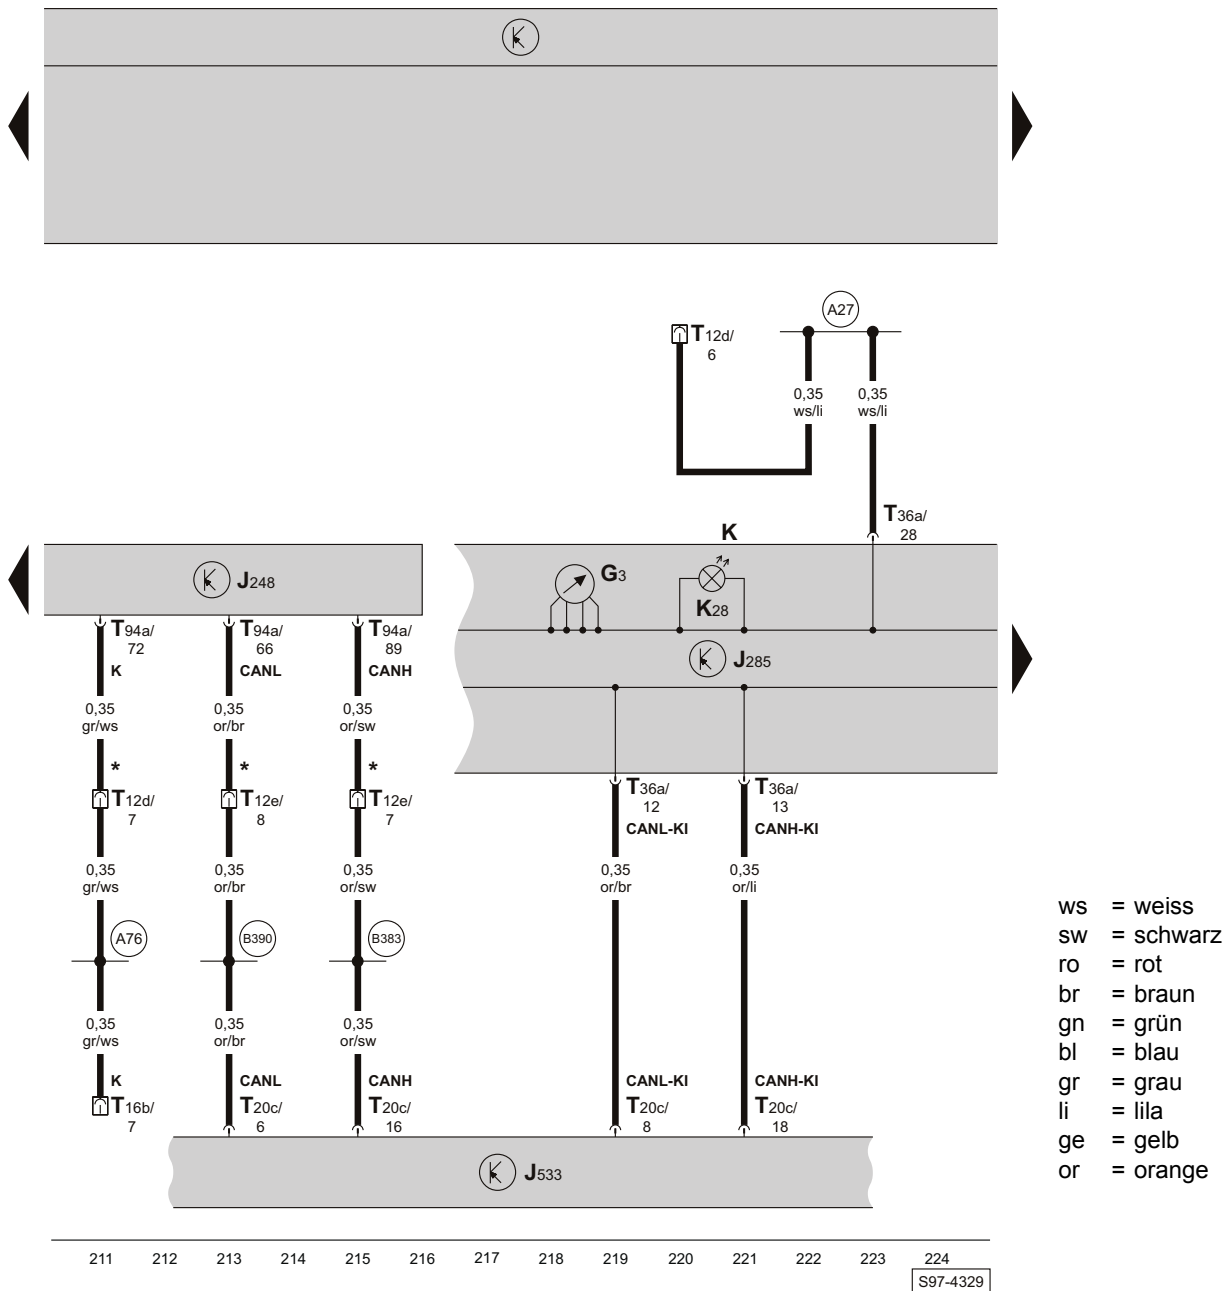 A27
T12d/
6
0,35
ws/li
0,35
ws/li
T36a/
28
K
J248
G3
K28
J285
T94a/
72
K
T94a/
66
CANL
T94a/
89
CANH
0,35
gr/ws
0,35
or/br
0,35
or/sw
*
*
*
T12d/
7
T12e/
8
T12e/
7
T36a/
12
CANL-KI
T36a/
13
CANH-KI
0,35
gr/ws
0,35
or/br
0,35
or/sw
0,35
or/br
0,35
or/li
A76
B390
B383
0,35
gr/ws
0,35
or/br
0,35
or/sw
K
T16b/
7
CANL
T20c/
6
CANH
T20c/
16
CANL-KI
T20c/
8
CANH-KI
T20c/
18
J533
211 212 213 214 215 216 217 218 219 220 221 222 223 224
S97-4329
ws = weiss
sw = schwarz
ro = rot
br = braun
gn = grün
bl = blau
gr = grau
li = lila
ge = gelb
or = orange